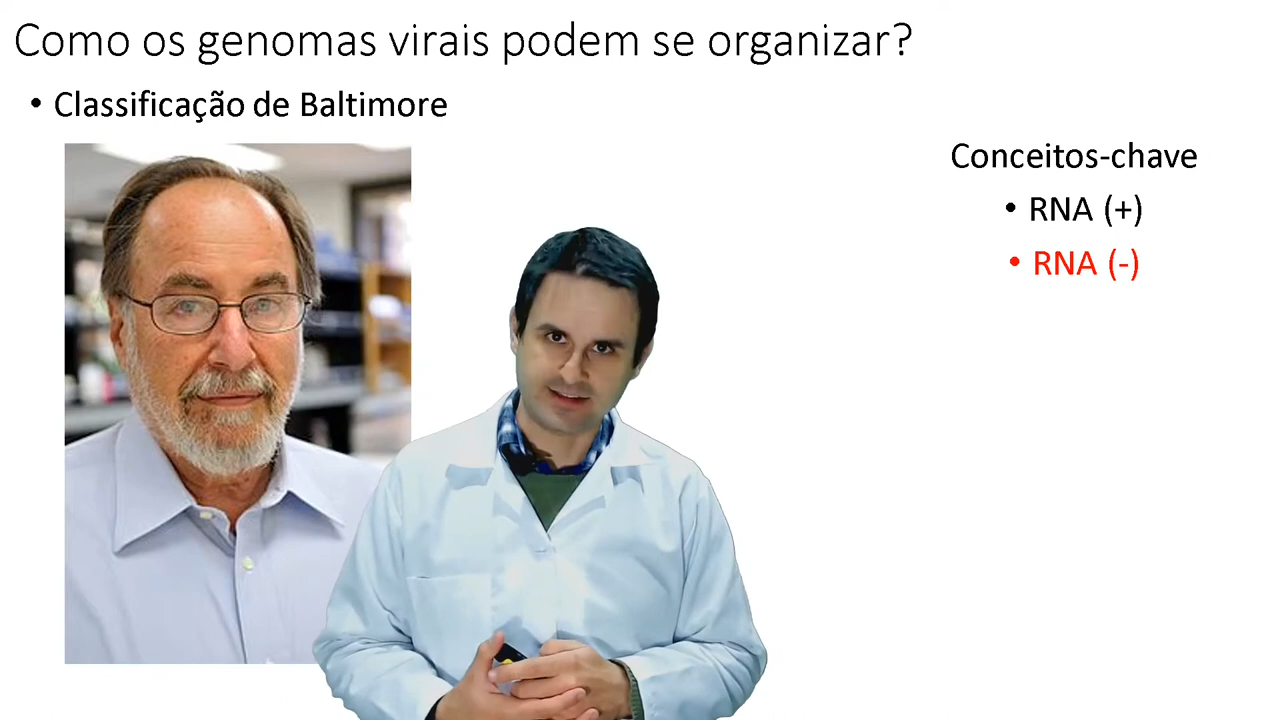 Como os genomas virais podem se organizar?
• Classificação de Baltimore
Conceitos-chave
• RNA (+)
• RNA (-)